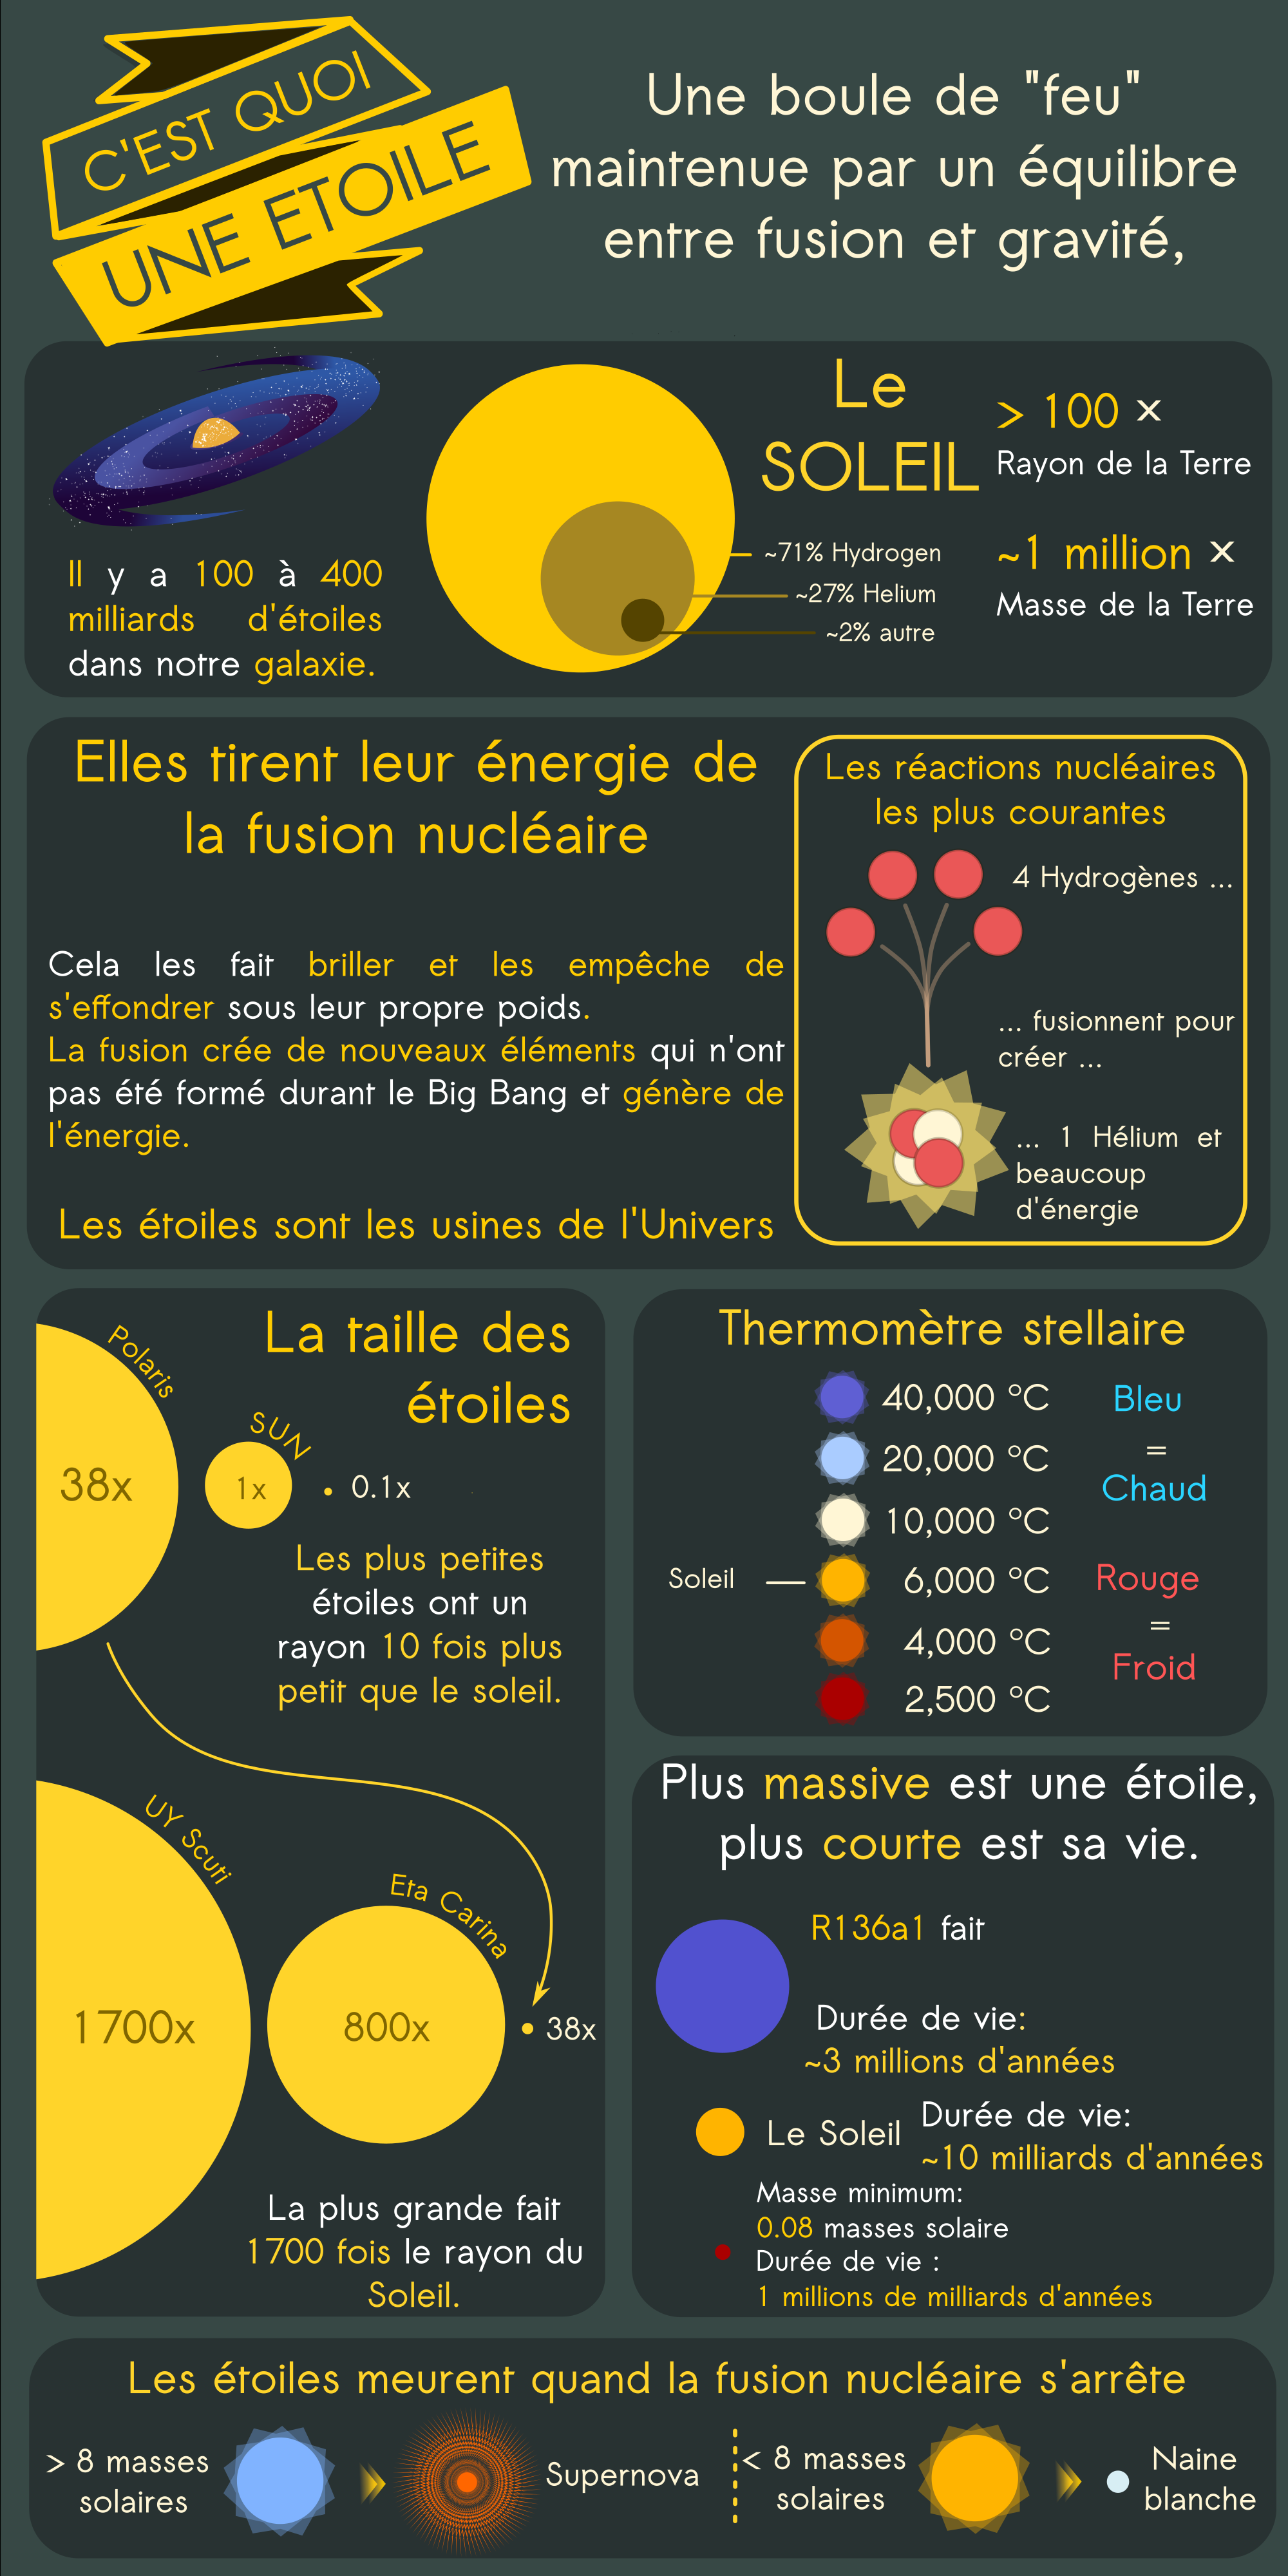 C'EST QUOI
UNE ETOILE
Une boule de "feu"
maintenue par un équilibre
entre fusion et gravité,
Il y a 100 à 400
milliards d'étoiles
dans notre galaxie.
Le
SOLEIL
~71% Hydrogen
~27% Helium
~2% autre
> 100 ×
Rayon de la Terre
~1 million ×
Masse de la Terre
Elles tirent leur énergie de
la fusion nucléaire
Cela les fait briller et les empêche de
s'effondrer sous leur propre poids.
La fusion crée de nouveaux éléments qui n'ont
pas été formé durant le Big Bang et génère de
l'énergie.
Les étoiles sont les usines de l'Univers
Les réactions nucléaires
les plus courantes
4 Hydrogènes ...
... fusionnent pour
créer ...
... 1 Hélium et
beaucoup
d'énergie
La taille des
étoiles
Polaris
38x
SUN
1x
0.1x
Les plus petites
étoiles ont un
rayon 10 fois plus
petit que le soleil.
UY Scuti
1700x
Eta Carina
800x
38x
La plus grande fait
1700 fois le rayon du
Soleil.
Thermomètre stellaire
40,000 °C
20,000 °C
10,000 °C
Soleil
6,000 °C
4,000 °C
2,500 °C
Bleu
=
Chaud
Rouge
=
Froid
Plus massive est une étoile,
plus courte est sa vie.
R136a1 fait
Durée de vie:
~3 millions d'années
Le Soleil
Durée de vie:
~10 milliards d'années
Masse minimum:
0.08 masses solaire
Durée de vie :
1 millions de milliards d'années
Les étoiles meurent quand la fusion nucléaire s'arrête
> 8 masses
solaires
Supernova
< 8 masses
solaires
Naine
blanche